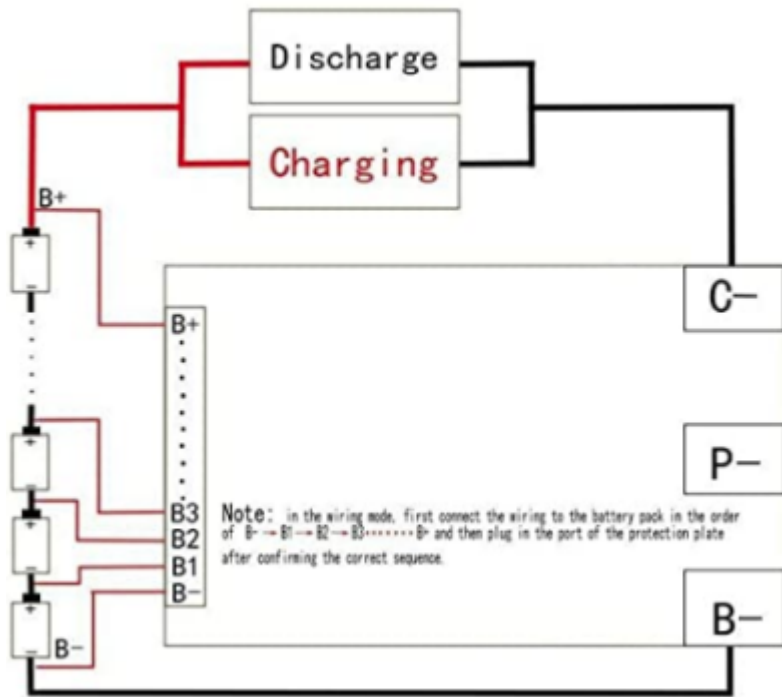 Discharge
Charging
B+
+
−
C−
B+
+
−
P−
B3
B2
B1
B−
Note: in the wiring mode, first connect the wiring to the battery pack in the order
of B- → B1 → B2 → B3 ······· B+ and then plug in the port of the protection plate
after confirming the correct sequence.
+
−
+
−
B−
B−